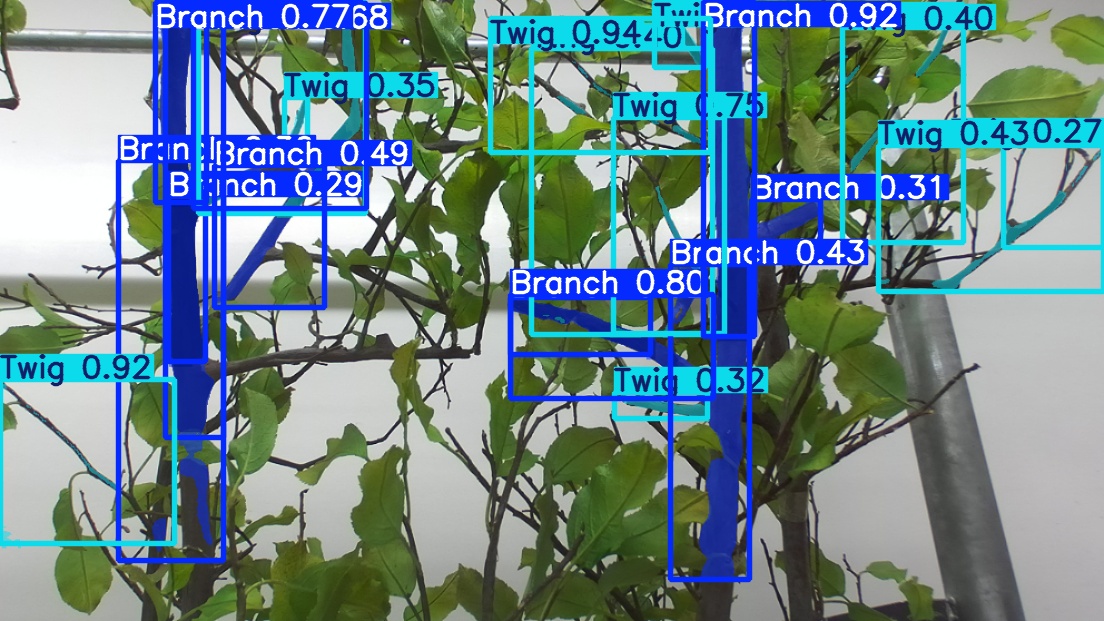 Branch 0.7768
Branch 0.92
0.40
Twig 0.94
Twig 0.35
Twig 0.75
Twig 0.43
0.27
Branch 0.49
Branch 0.29
Branch 0.31
Branch 0.43
Branch 0.80
Twig 0.92
Twig 0.32